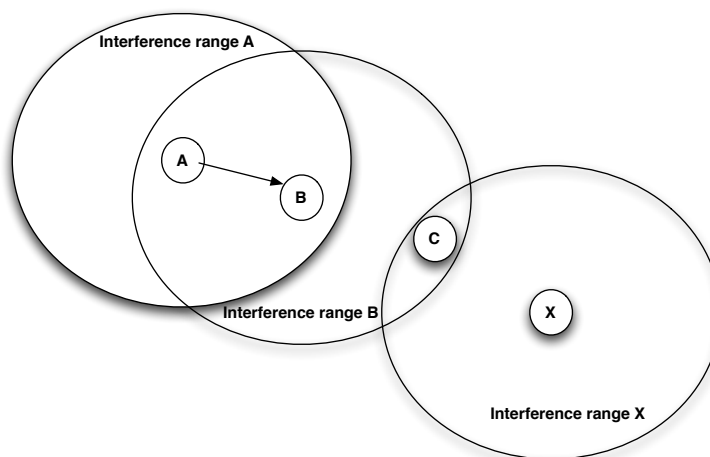 Interference range A
A
B
C
Interference range B
X
Interference range X